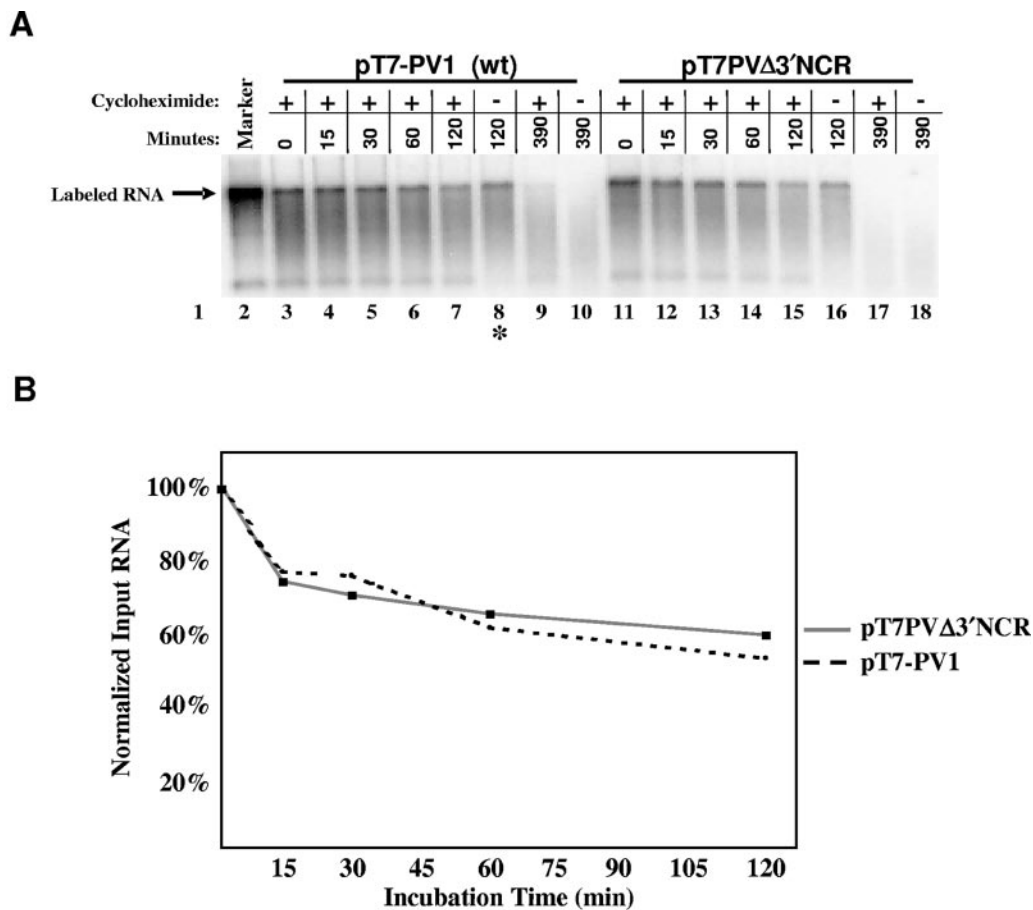 A
pT7-PV1 (wt) pT7PVΔ3′NCR
Cycloheximide: + + + + + - + - + + + + + - + -
Marker
Minutes: 0 15 30 60 120 120 390 390 0 15 30 60 120 120 390 390
Labeled RNA
1 2 3 4 5 6 7 8 9 10 11 12 13 14 15 16 17 18
*
B
100%
80%
60%
40%
20%
Normalized Input RNA
pT7PVΔ3′NCR
pT7-PV1
15 30 45 60 75 90 105 120
Incubation Time (min)